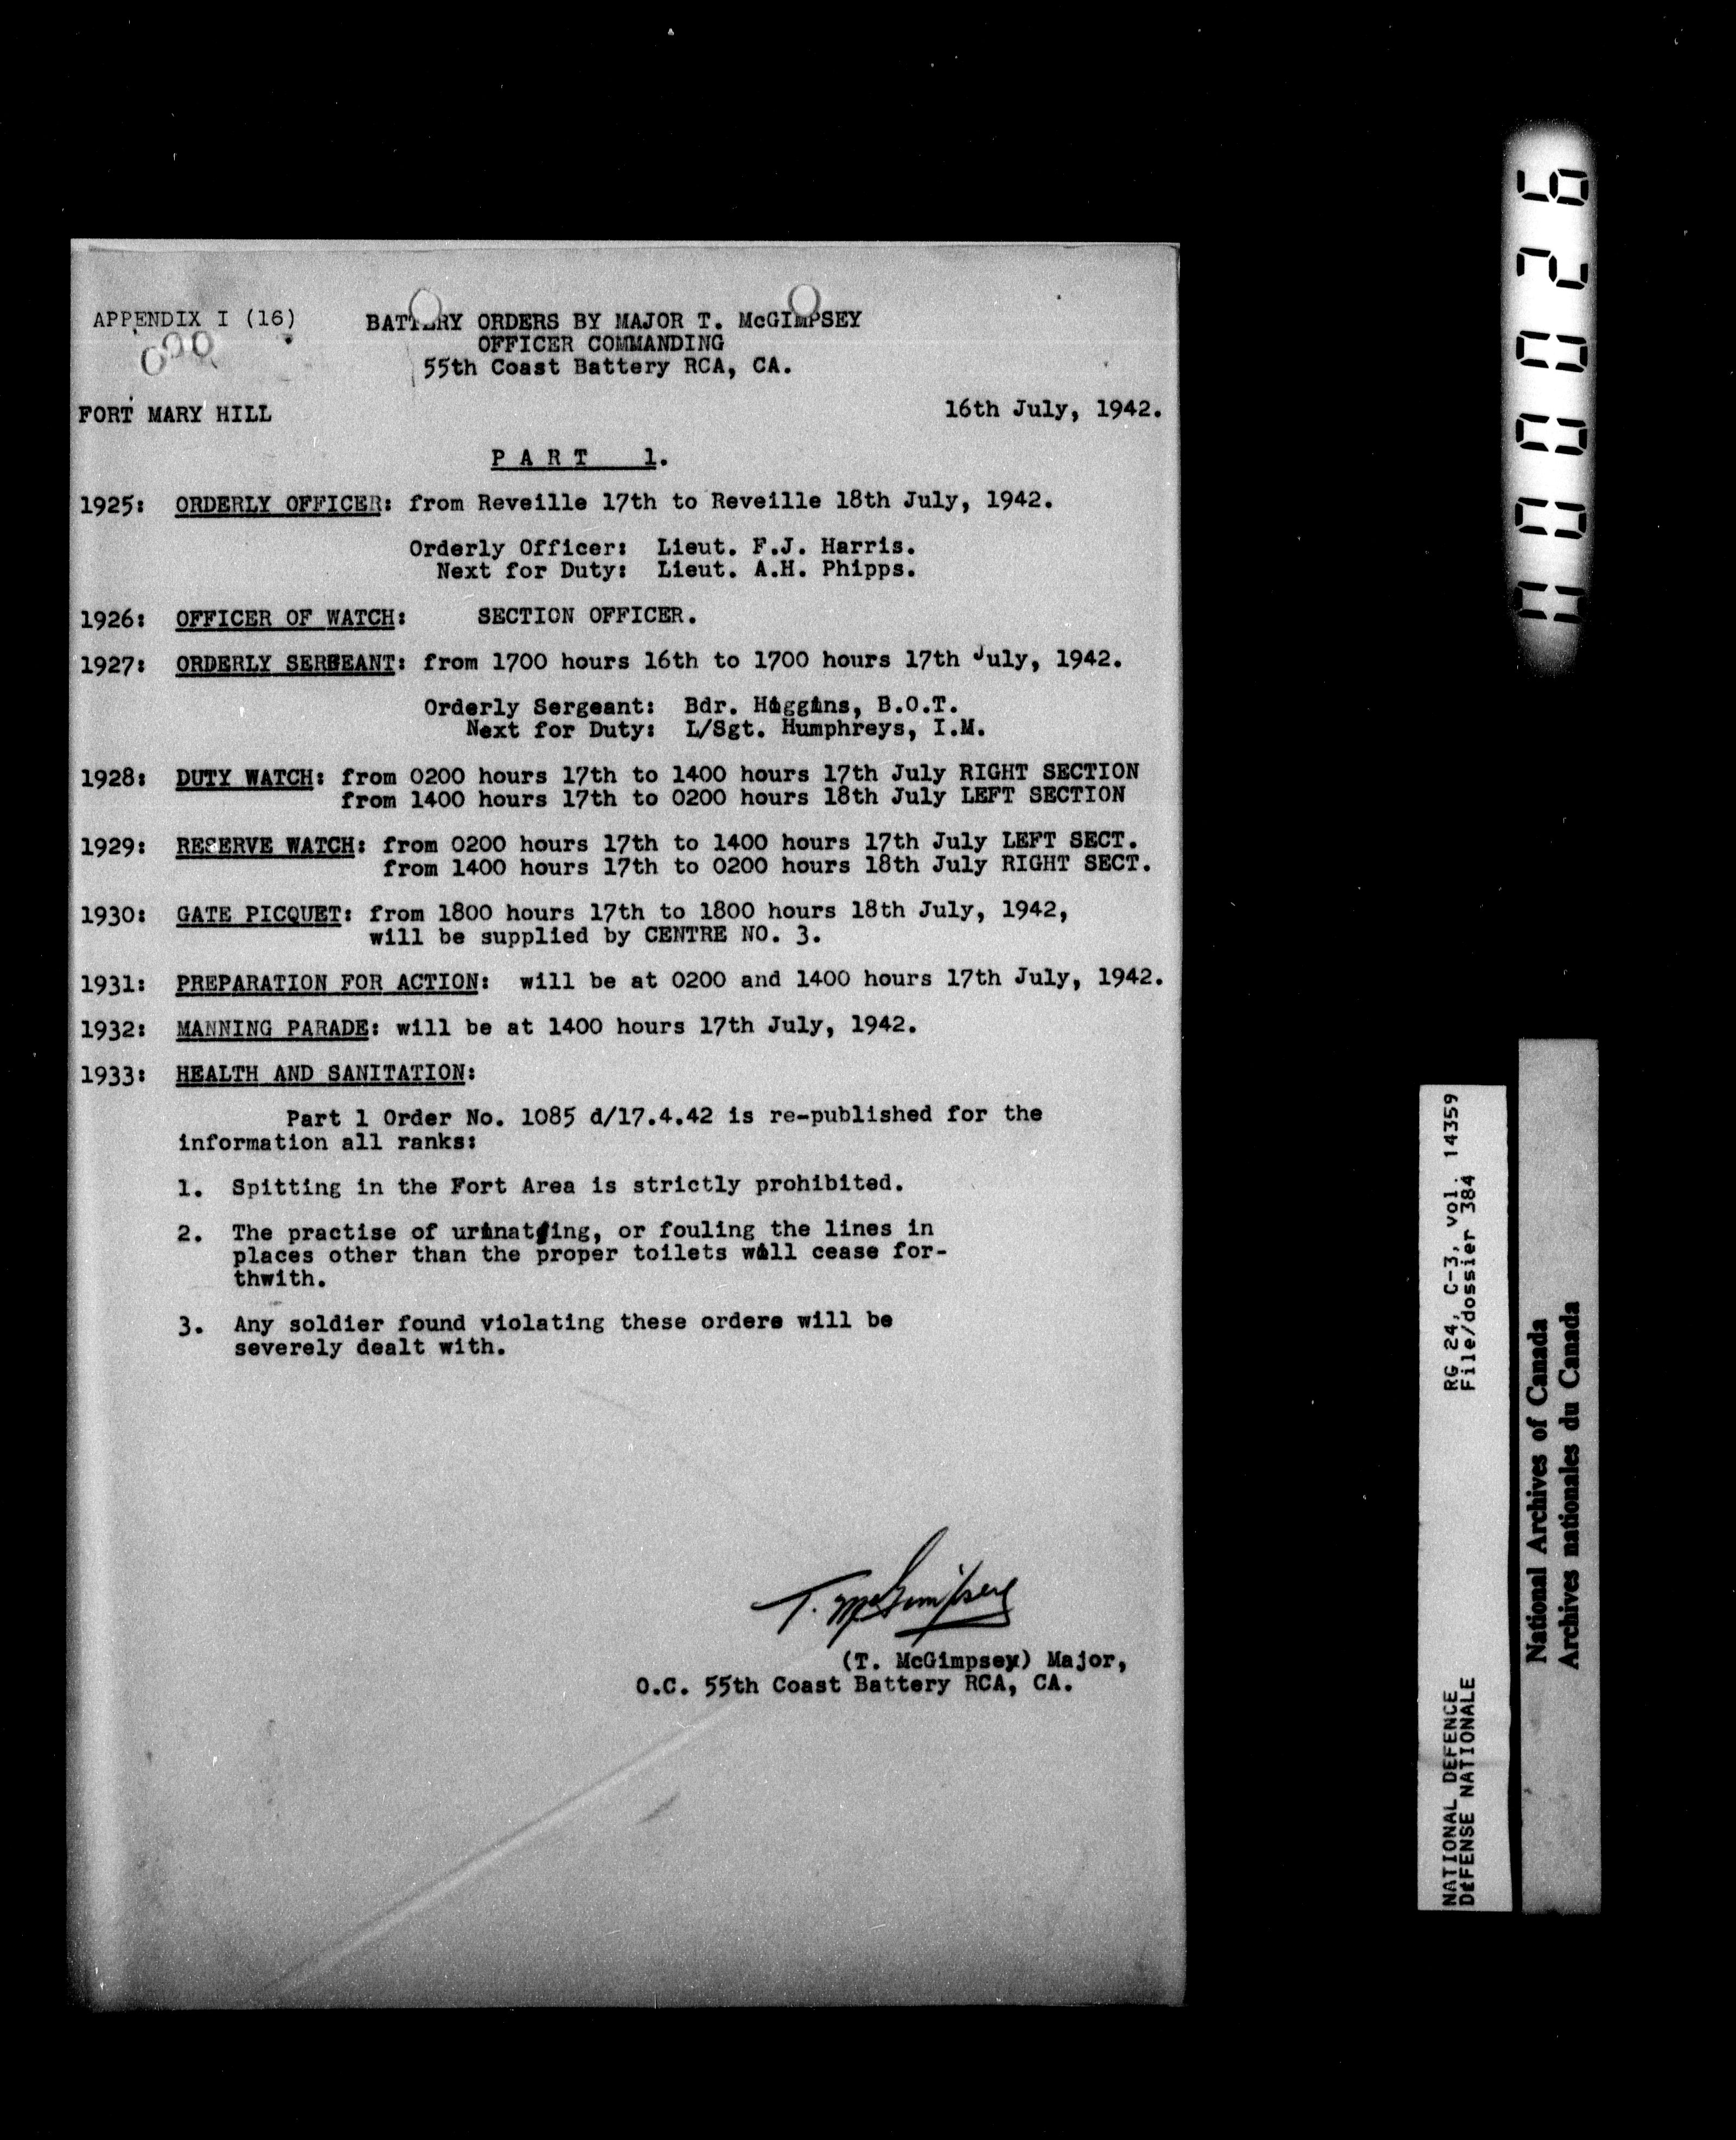 APPENDIX I (16)
BATTERY ORDERS BY MAJOR T. McGIMPSEY
OFFICER COMMANDING
55th Coast Battery RCA, CA.
FORT MARY HILL
16th July, 1942.
PART 1.
1925: ORDERLY OFFICER: from Reveille 17th to Reveille 18th July, 1942.
Orderly Officer: Lieut. F.J. Harris.
Next for Duty: Lieut. A.H. Phipps.
1926: OFFICER OF WATCH: SECTION OFFICER.
1927: ORDERLY SERGEANT: from 1700 hours 16th to 1700 hours 17th July, 1942.
Orderly Sergeant: Bdr. Higgins, B.O.T.
Next for Duty: L/Sgt. Humphreys, I.M.
1928: DUTY WATCH: from 0200 hours 17th to 1400 hours 17th July RIGHT SECTION
from 1400 hours 17th to 0200 hours 18th July LEFT SECTION
1929: RESERVE WATCH: from 0200 hours 17th to 1400 hours 17th July LEFT SECT.
from 1400 hours 17th to 0200 hours 18th July RIGHT SECT.
1930: GATE PICQUET: from 1800 hours 17th to 1800 hours 18th July, 1942,
will be supplied by CENTRE NO. 3.
1931: PREPARATION FOR ACTION: will be at 0200 and 1400 hours 17th July, 1942.
1932: MANNING PARADE: will be at 1400 hours 17th July, 1942.
1933: HEALTH AND SANITATION:
Part 1 Order No. 1085 d/17.4.42 is re-published for the
information all ranks:
1. Spitting in the Fort Area is strictly prohibited.
2. The practise of urinating, or fouling the lines in
places other than the proper toilets will cease for-
thwith.
3. Any soldier found violating these orders will be
severely dealt with.
T. McGimpsey
(T. McGimpsey) Major,
O.C. 55th Coast Battery RCA, CA.
000026
NATIONAL DEFENCE RG 24, C-3, vol. 14359
DÉFENSE NATIONALE File/dossier 384
National Archives of Canada
Archives nationales du Canada